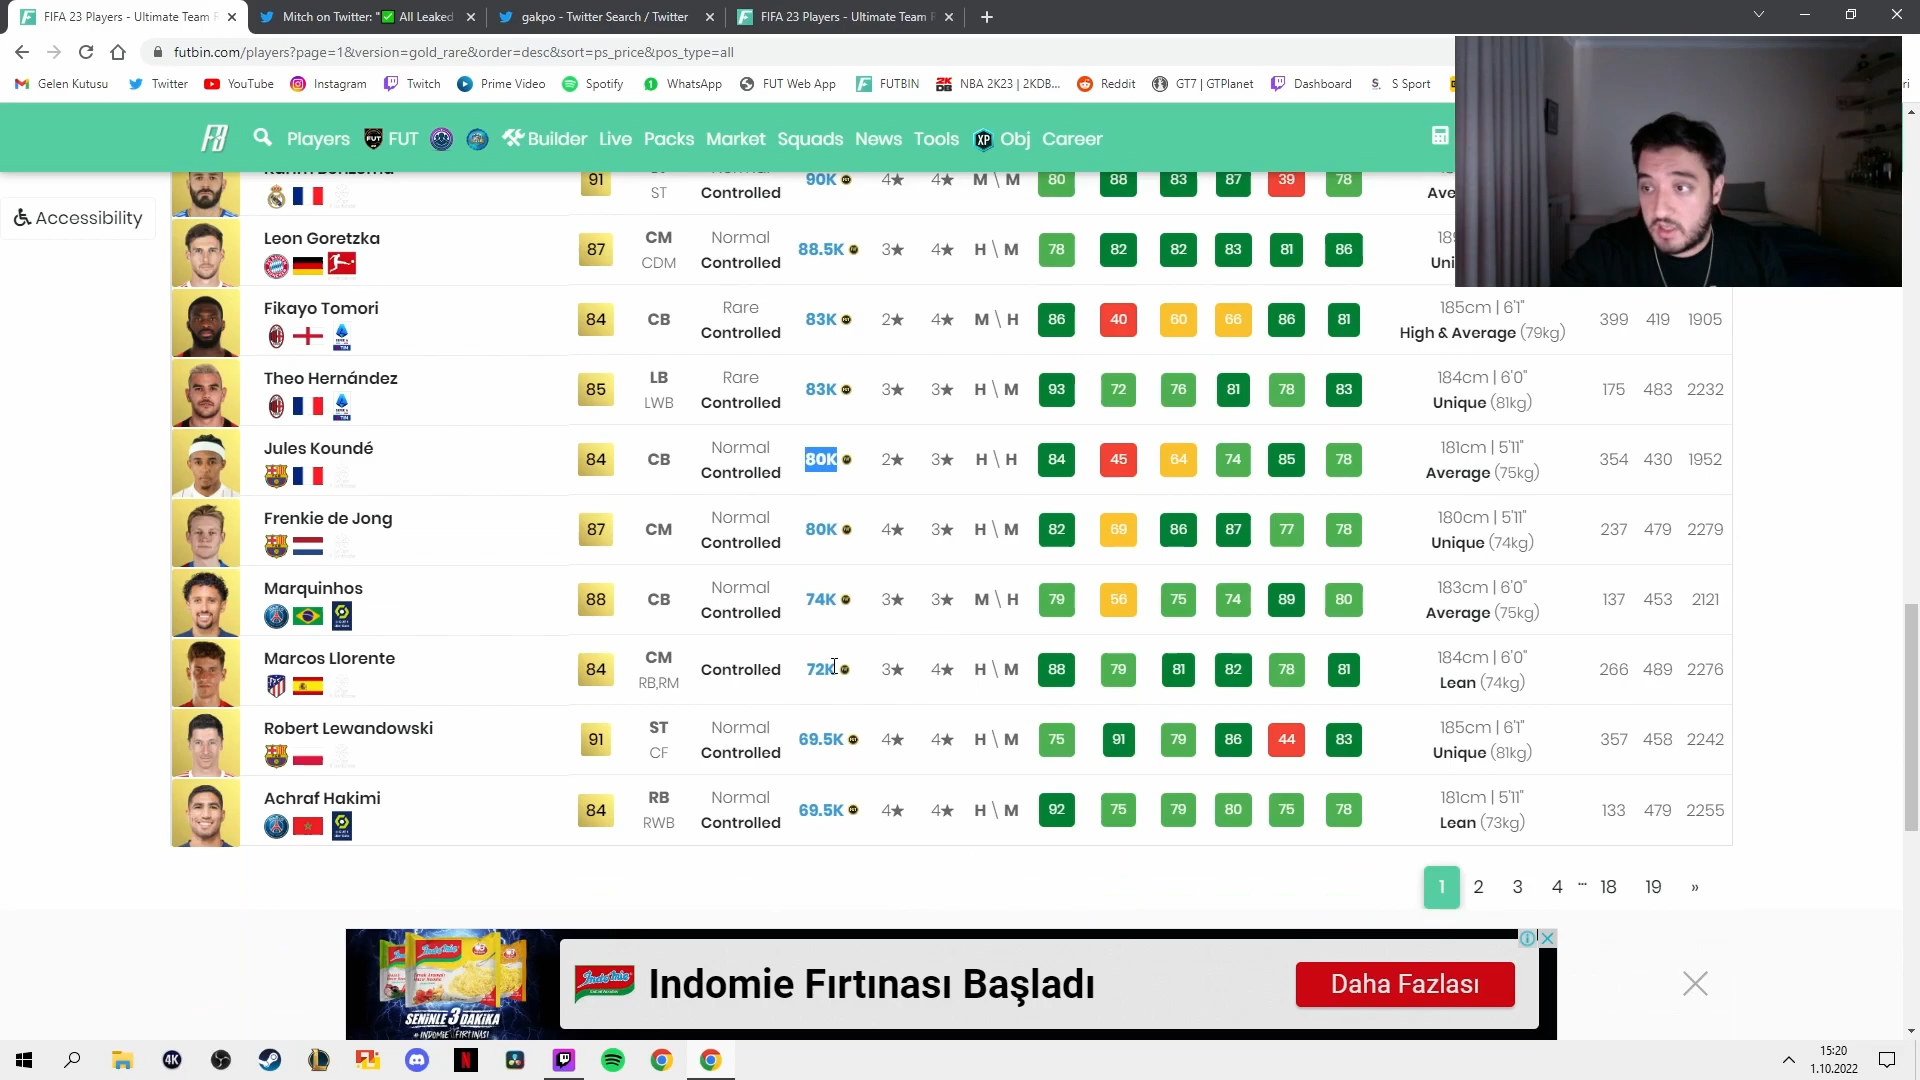 FIFA 23 Players - Ultimate Team F
Mitch on Twitter: "✅ All Leaked
gakpo - Twitter Search / Twitter
FIFA 23 Players - Ultimate Team F
futbin.com/players?page=1&version=gold_rare&order=desc&sort=ps_price&pos_type=all
Gelen Kutusu Twitter YouTube Instagram Twitch Prime Video Spotify WhatsApp FUT Web App FUTBIN NBA 2K23 | 2KDB... Reddit GT7 | GTPlanet Dashboard S Sport
Players FUT Builder Live Packs Market Squads News Tools XP Obj Career
Accessibility
91 ST Controlled 90K 4★ 4★ M \ M 80 88 83 87 39 78
Leon Goretzka 87 CM CDM Normal Controlled 88.5K 3★ 4★ H \ M 78 82 82 83 81 86
Fikayo Tomori 84 CB Rare Controlled 83K 2★ 4★ M \ H 86 40 60 66 86 81 185cm | 6'1" High & Average (79kg) 399 419 1905
Theo Hernández 85 LB LWB Rare Controlled 83K 3★ 3★ H \ M 93 72 76 81 78 83 184cm | 6'0" Unique (81kg) 175 483 2232
Jules Koundé 84 CB Normal Controlled 80K 2★ 3★ H \ H 84 45 64 74 85 78 181cm | 5'11" Average (75kg) 354 430 1952
Frenkie de Jong 87 CM Normal Controlled 80K 4★ 3★ H \ M 82 69 86 87 77 78 180cm | 5'11" Unique (74kg) 237 479 2279
Marquinhos 88 CB Normal Controlled 74K 3★ 3★ M \ H 79 56 75 74 89 80 183cm | 6'0" Average (75kg) 137 453 2121
Marcos Llorente 84 CM RB,RM Controlled 72K 3★ 4★ H \ M 88 79 81 82 78 81 184cm | 6'0" Lean (74kg) 266 489 2276
Robert Lewandowski 91 ST CF Normal Controlled 69.5K 4★ 4★ H \ M 75 91 79 86 44 83 185cm | 6'1" Unique (81kg) 357 458 2242
Achraf Hakimi 84 RB RWB Normal Controlled 69.5K 4★ 4★ H \ M 92 75 79 80 75 78 181cm | 5'11" Lean (73kg) 133 479 2255
1 2 3 4 ... 18 19 »
SENİNLE 3 DAKİKA
Indomie Indomie Fırtınası Başladı
Daha Fazlası
4K
15:20
1.10.2022